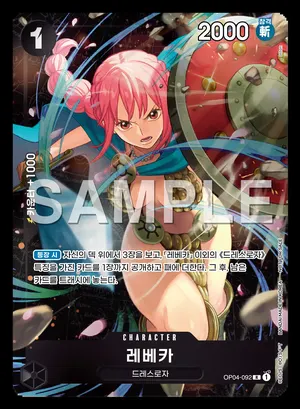 1
2000
참격
斬
카운터 +1000
SAMPLE
등장 시 자신의 덱 위에서 3장을 보고, 「레베카」 이외의 《드레스로자》
특징을 가진 카드를 1장까지 공개하고 패에 더한다. 그 후, 남은
카드를 트래시에 놓는다.
CHARACTER
레베카
드레스로자
OP04-092 R 1